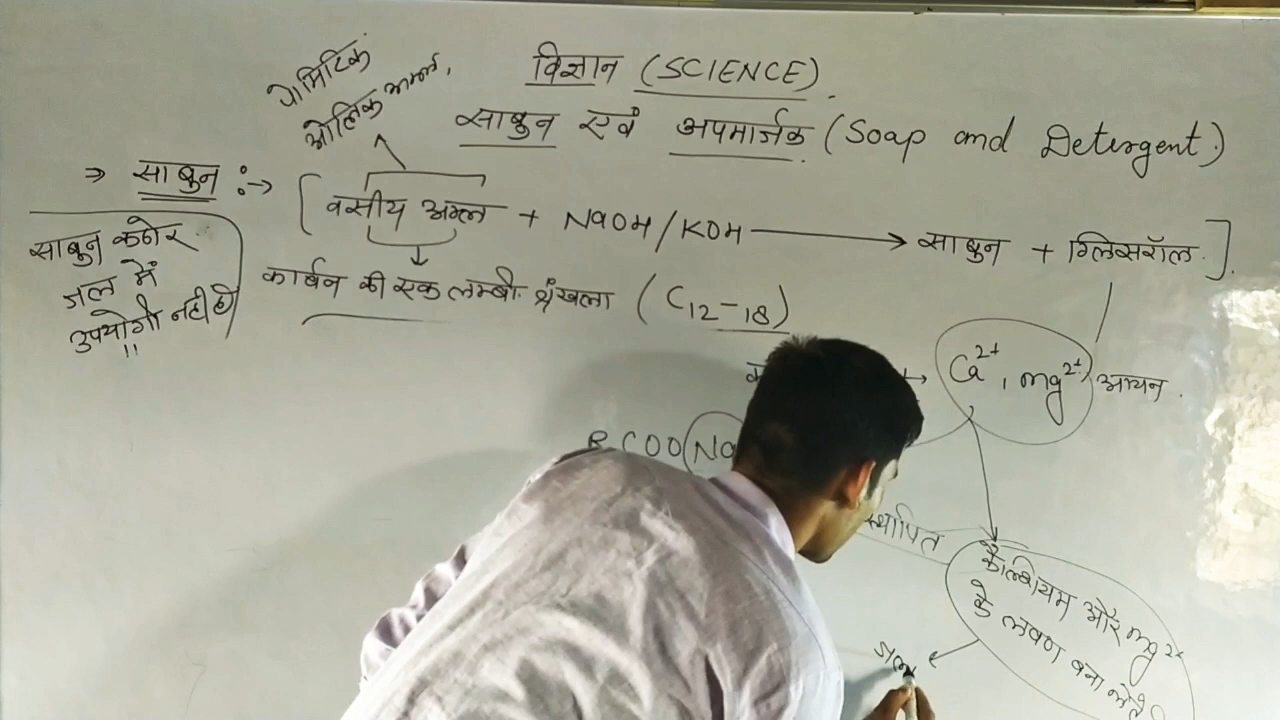 विज्ञान (SCIENCE).
साबुन एवं अपमार्जक (Soap and Detergent.)
पामिटिक
ओलिक अम्ल,
⇒ साबुन :→ [वसीय अम्ल + NaOH/KOH → साबुन + ग्लिसरॉल.].
साबुन कठोर
जल में
उपयोगी नहीं हो
कार्बन की एक लम्बी श्रृंखला (C12-18)
Ca2+, mg2+ आयन.
RCOONa
स्थापित
कैल्शियम और mg2+
के लवण बना लेते
जल